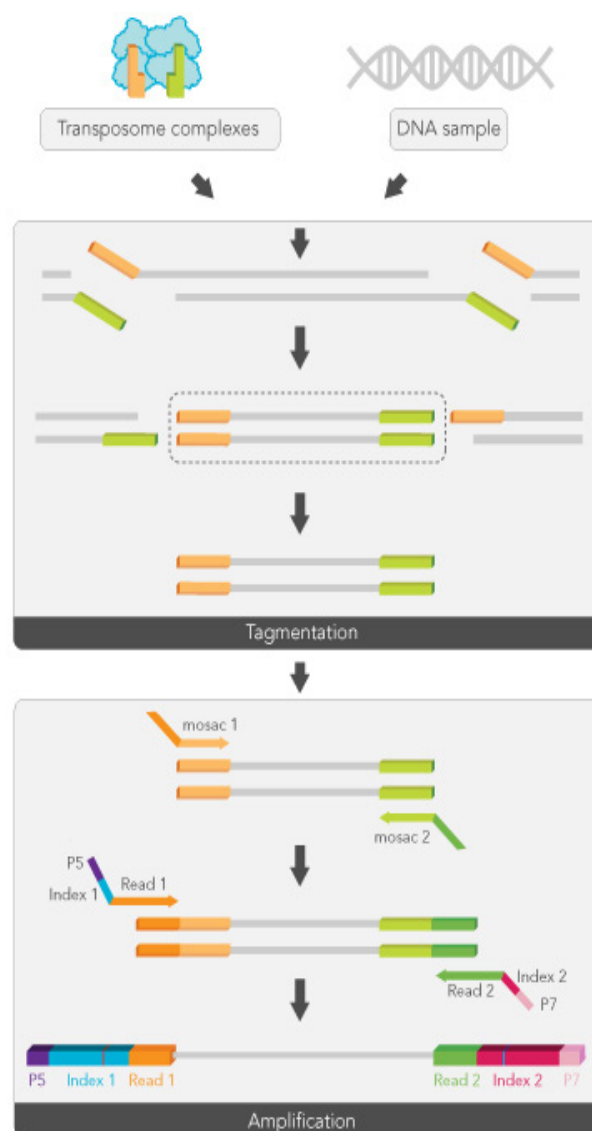 Transposome complexes
DNA sample
Tagmentation
mosac 1
mosac 2
P5
Index 1
Read 1
Index 2
Read 2
P7
P5 Index 1 Read 1 Read 2 Index 2 P7
Amplification